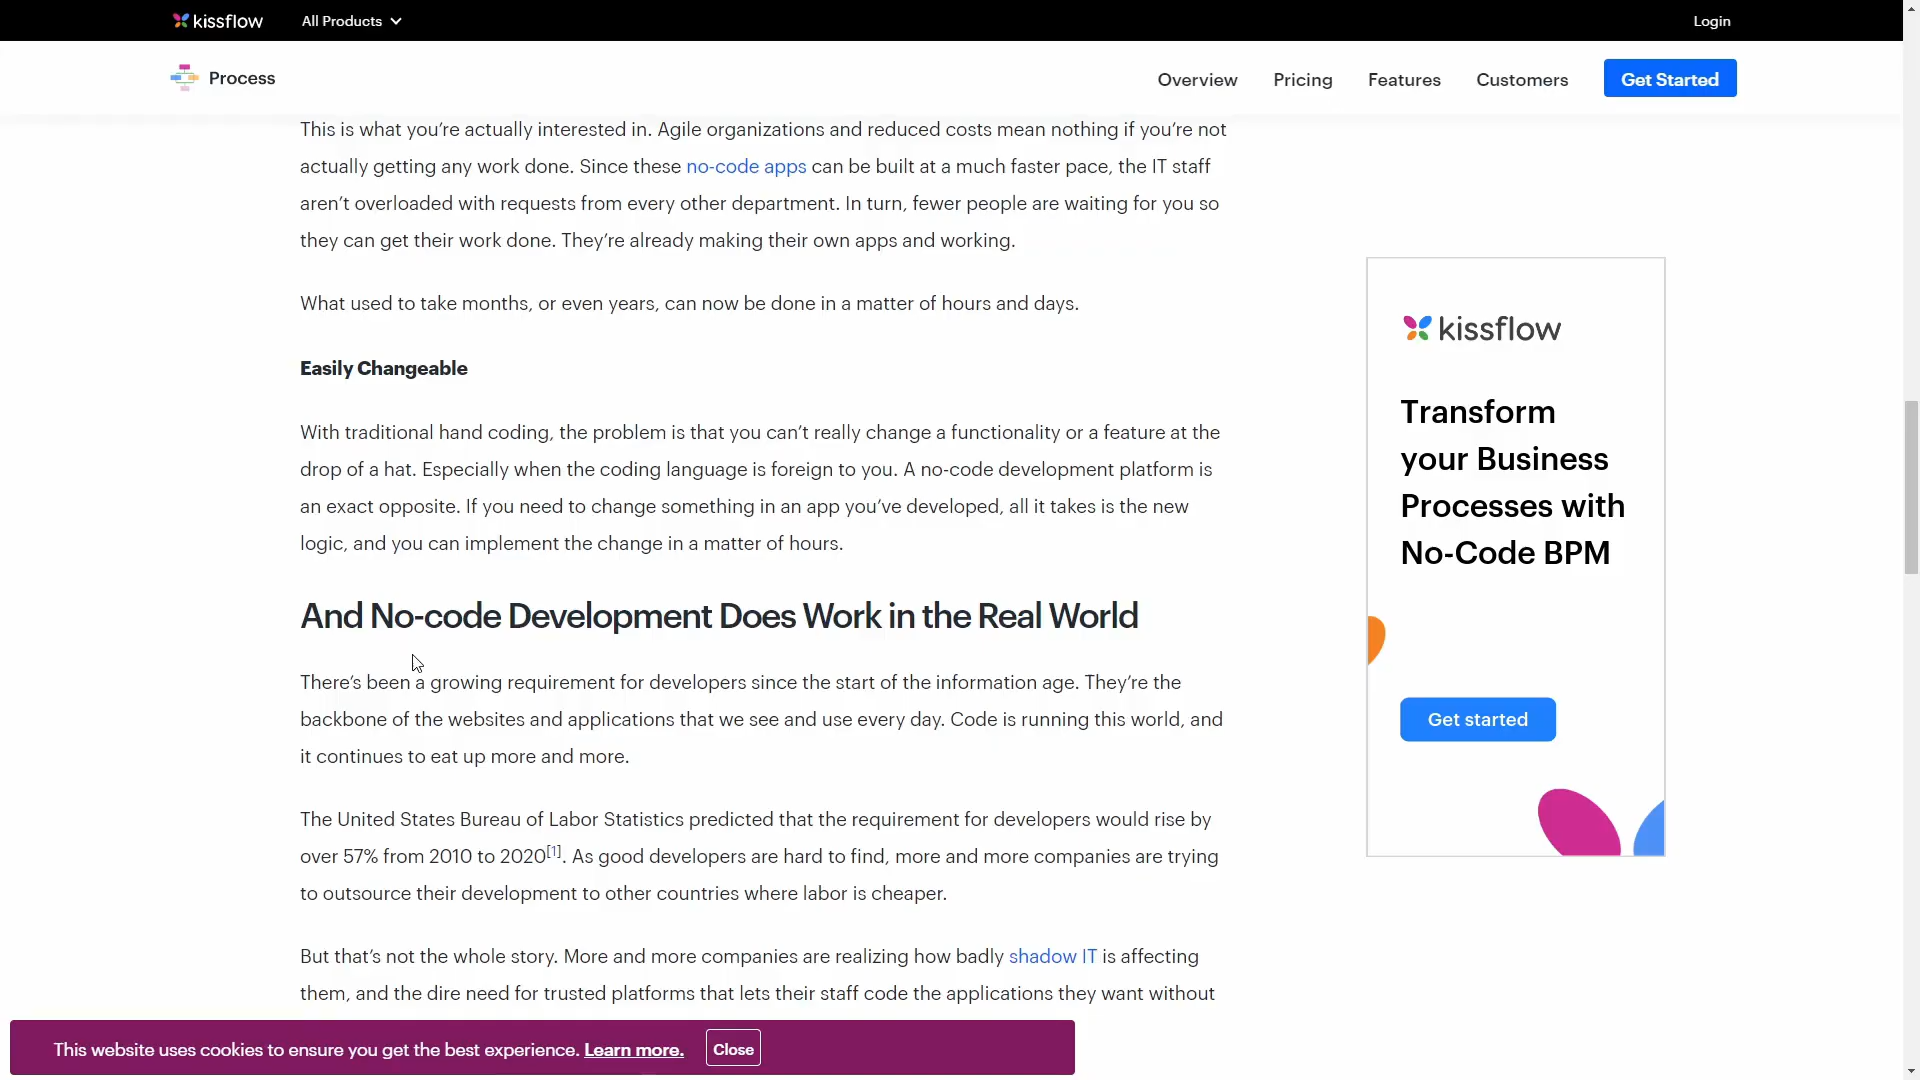 kissflow
All Products
Login
Process
Overview
Pricing
Features
Customers
Get Started
This is what you’re actually interested in. Agile organizations and reduced costs mean nothing if you’re not
actually getting any work done. Since these no-code apps can be built at a much faster pace, the IT staff
aren’t overloaded with requests from every other department. In turn, fewer people are waiting for you so
they can get their work done. They’re already making their own apps and working.
What used to take months, or even years, can now be done in a matter of hours and days.
Easily Changeable
With traditional hand coding, the problem is that you can’t really change a functionality or a feature at the
drop of a hat. Especially when the coding language is foreign to you. A no-code development platform is
an exact opposite. If you need to change something in an app you’ve developed, all it takes is the new
logic, and you can implement the change in a matter of hours.
And No-code Development Does Work in the Real World
There’s been a growing requirement for developers since the start of the information age. They’re the
backbone of the websites and applications that we see and use every day. Code is running this world, and
it continues to eat up more and more.
The United States Bureau of Labor Statistics predicted that the requirement for developers would rise by
over 57% from 2010 to 2020[1]. As good developers are hard to find, more and more companies are trying
to outsource their development to other countries where labor is cheaper.
But that’s not the whole story. More and more companies are realizing how badly shadow IT is affecting
them, and the dire need for trusted platforms that lets their staff code the applications they want without
kissflow
Transform
your Business
Processes with
No-Code BPM
Get started
This website uses cookies to ensure you get the best experience. Learn more.
Close